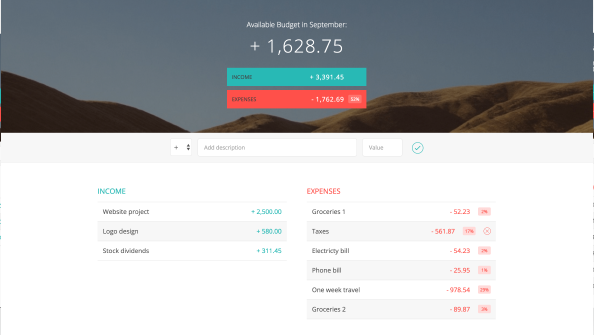 Available Budget in September:
+ 1,628.75
INCOME + 3,391.45
EXPENSES - 1,762.69 52%
+ Add description Value
INCOME
Website project + 2,500.00
Logo design + 580.00
Stock dividends + 311.45
EXPENSES
Groceries 1 - 52.23 2%
Taxes - 561.87 17%
Electricty bill - 54.23 2%
Phone bill - 25.95 1%
One week travel - 978.54 29%
Groceries 2 - 89.87 3%